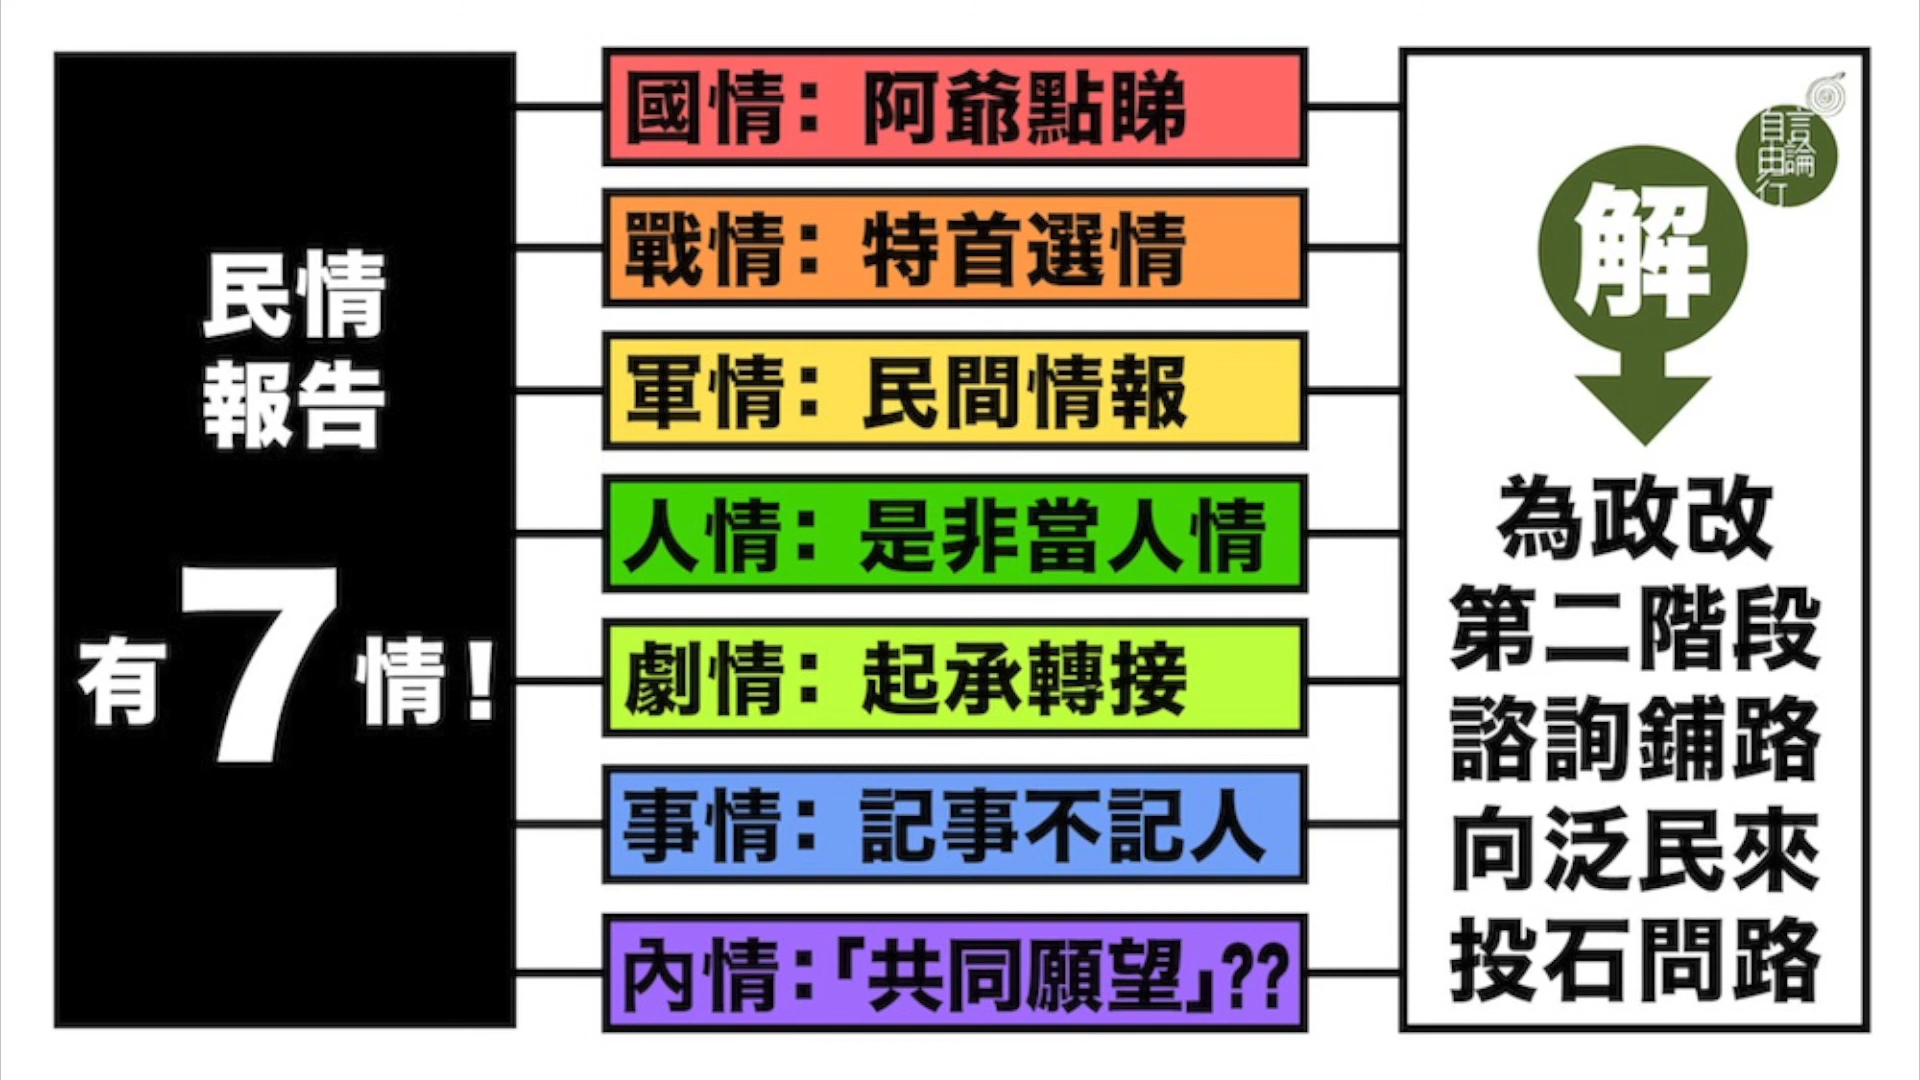 民情
報告
有7情!
國情：阿爺點睇
戰情：特首選情
軍情：民間情報
人情：是非當人情
劇情：起承轉接
事情：記事不記人
內情：「共同願望」??
言論
自由行
解
為政改
第二階段
諮詢鋪路
向泛民來
投石問路